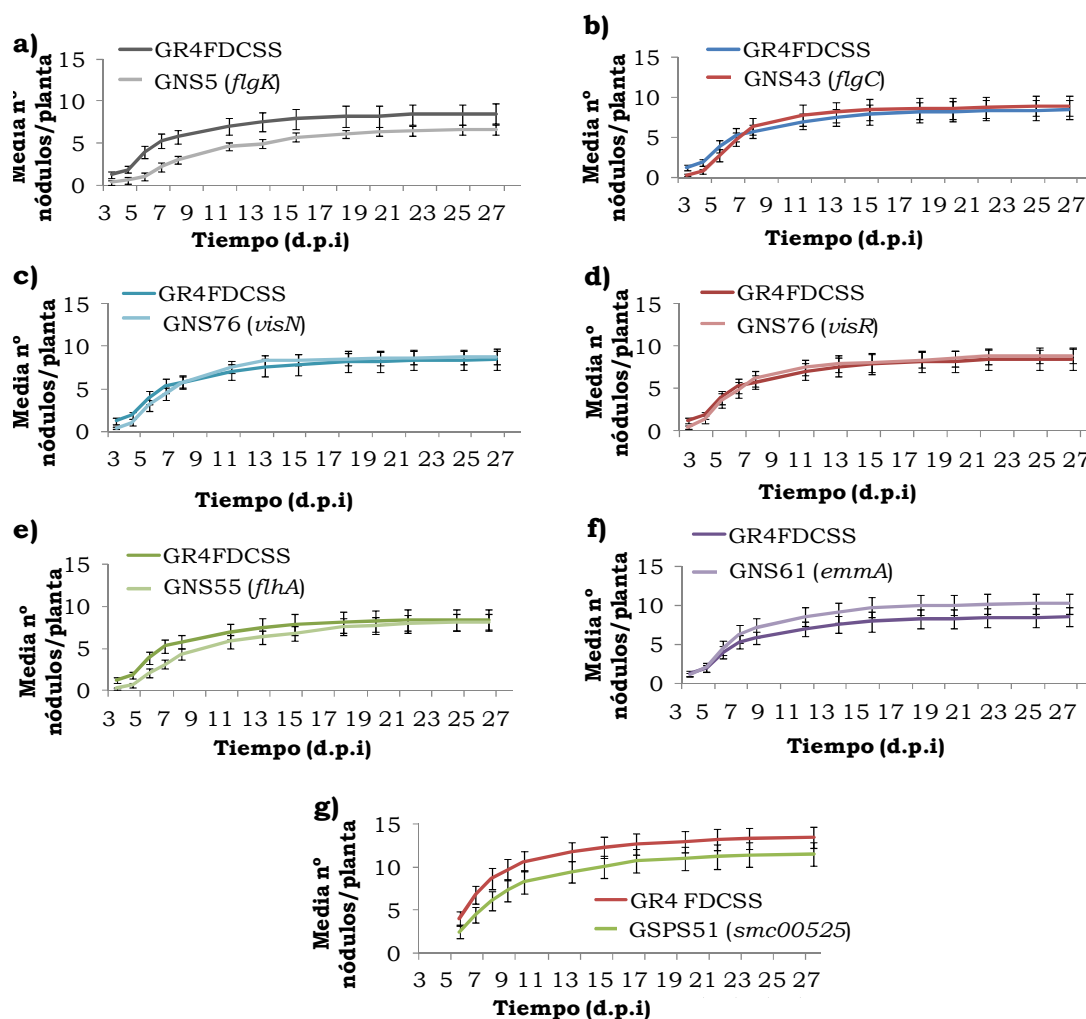 a)
GR4FDCSS
GNS5 (flgK)
Media n°
nódulos/planta
15
10
5
0
3 5 7 9 11 13 15 17 19 21 23 25 27
Tiempo (d.p.i)
b)
GR4FDCSS
GNS43 (flgC)
Media nº
nódulos/planta
15
10
5
0
3 5 7 9 11 13 15 17 19 21 23 25 27
Tiempo (d.p.i)
c)
GR4FDCSS
GNS76 (visN)
Media nº
nódulos/planta
15
10
5
0
3 5 7 9 11 13 15 17 19 21 23 25 27
Tiempo (d.p.i)
d)
GR4FDCSS
GNS76 (visR)
Media nº
nódulos/planta
15
10
5
0
3 5 7 9 11 13 15 17 19 21 23 25 27
Tiempo (d.p.i)
e)
GR4FDCSS
GNS55 (flhA)
Media nº
nódulos/planta
15
10
5
0
3 5 7 9 11 13 15 17 19 21 23 25 27
Tiempo (d.p.i)
f)
GR4FDCSS
GNS61 (emmA)
Media nº
nódulos/planta
15
10
5
0
3 5 7 9 11 13 15 17 19 21 23 25 27
Tiempo (d.p.i)
g)
GR4 FDCSS
GSPS51 (smc00525)
Media nº
nódulos/planta
15
10
5
0
3 5 7 9 11 13 15 17 19 21 23 25 27
Tiempo (d.p.i)